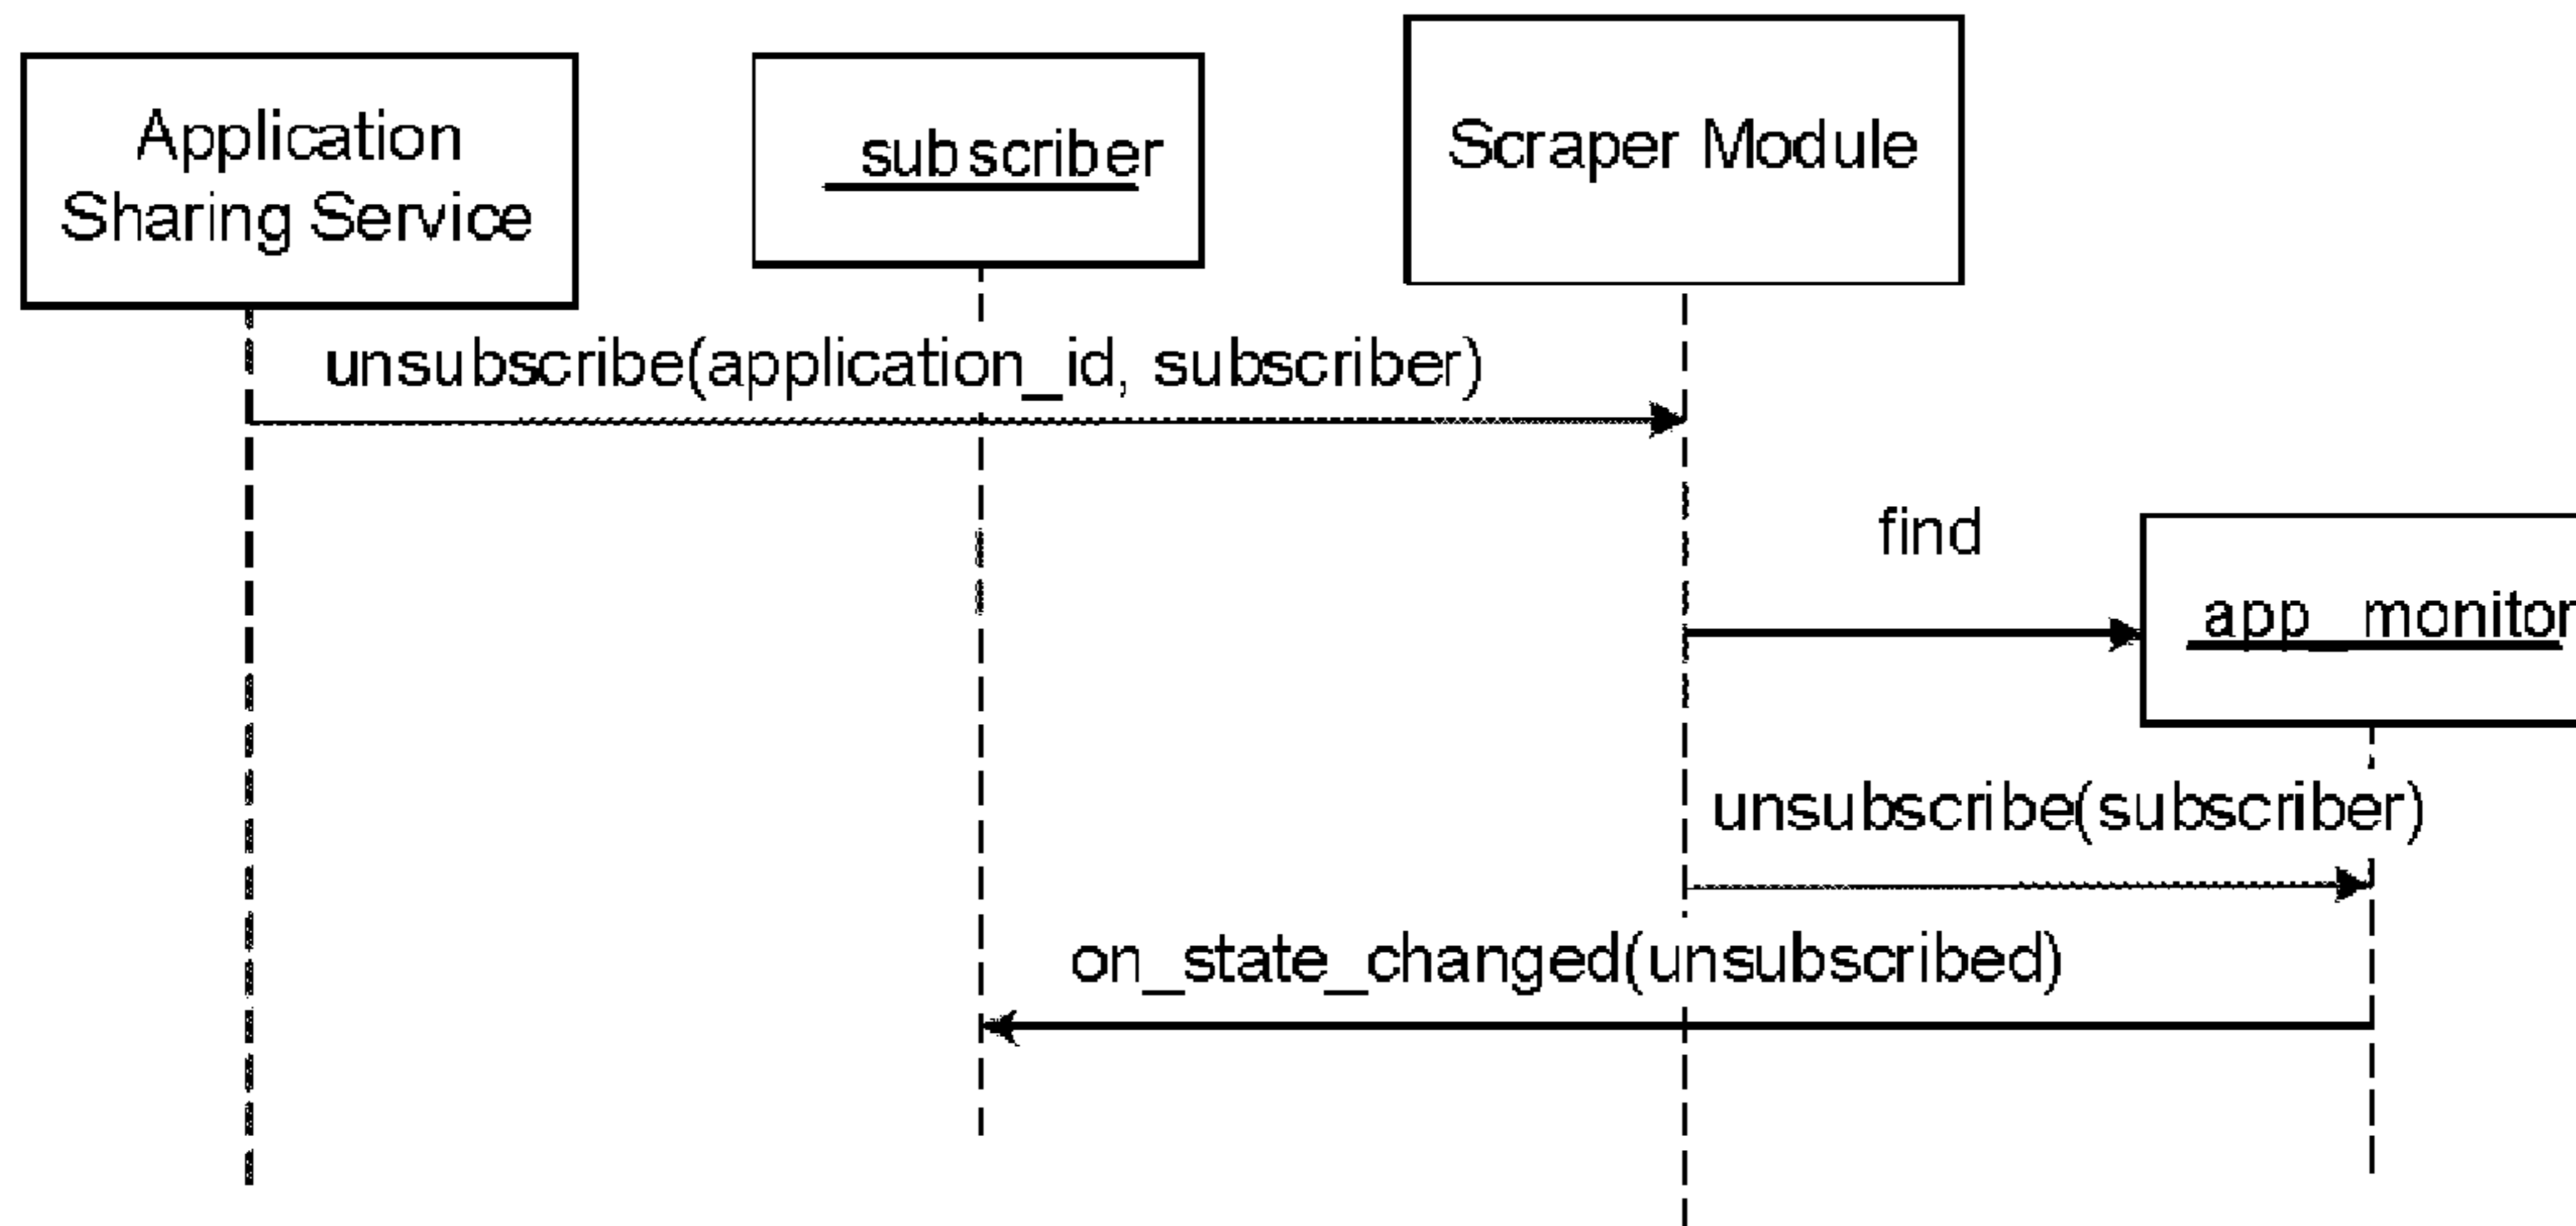 Application
Sharing Service
subscriber
Scraper Module
unsubscribe(application_id, subscriber)
find
app_monitor
unsubscribe(subscriber)
on_state_changed(unsubscribed)